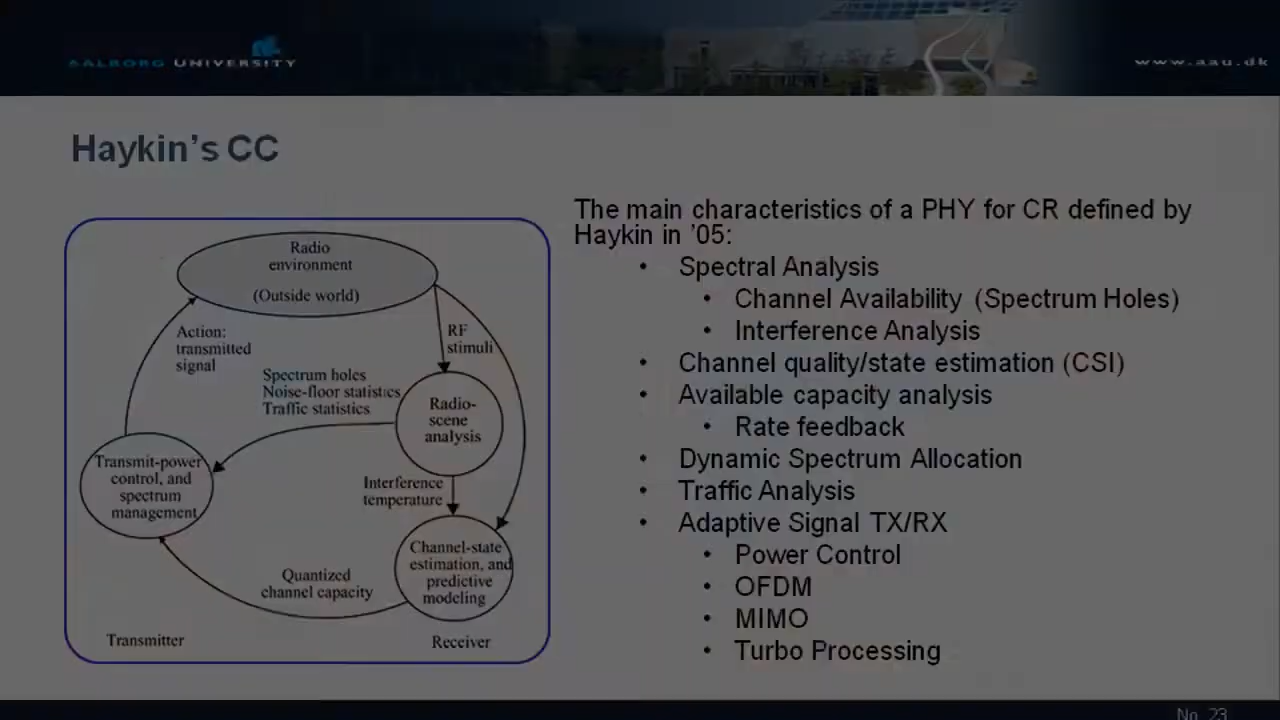 AALBORG UNIVERSITY
www.aau.dk
Haykin's CC
Radio
environment
(Outside world)
Action:
transmitted
signal
RF
stimuli
Spectrum holes
Noise-floor statistics
Traffic statistics
Radio-
scene
analysis
Transmit-power
control, and
spectrum
management
Interference
temperature
Channel-state
estimation, and
predictive
modeling
Quantized
channel capacity
Transmitter
Receiver
The main characteristics of a PHY for CR defined by
Haykin in '05:
• Spectral Analysis
• Channel Availability (Spectrum Holes)
• Interference Analysis
• Channel quality/state estimation (CSI)
• Available capacity analysis
• Rate feedback
• Dynamic Spectrum Allocation
• Traffic Analysis
• Adaptive Signal TX/RX
• Power Control
• OFDM
• MIMO
• Turbo Processing
No. 23